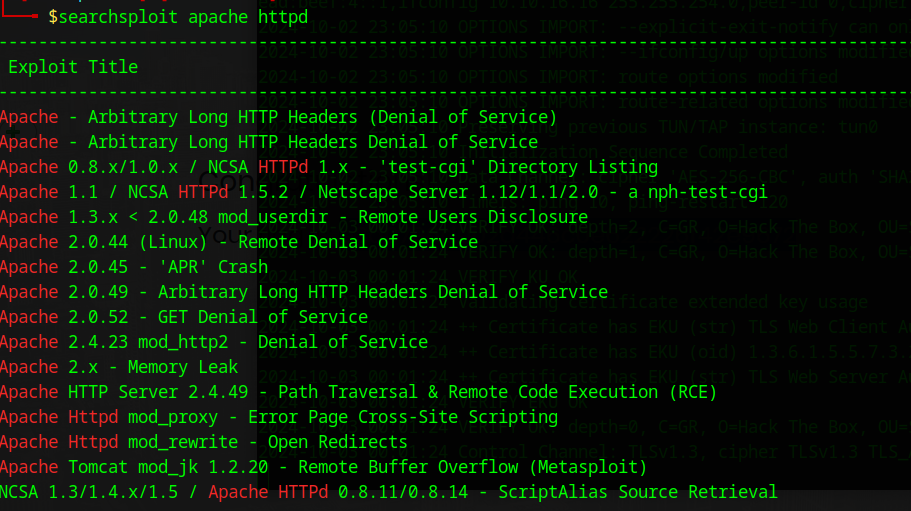 $searchsploit apache httpd
Exploit Title
Apache - Arbitrary Long HTTP Headers (Denial of Service)
Apache - Arbitrary Long HTTP Headers Denial of Service
Apache 0.8.x/1.0.x / NCSA HTTPd 1.x - 'test-cgi' Directory Listing
Apache 1.1 / NCSA HTTPd 1.5.2 / Netscape Server 1.12/1.1/2.0 - a nph-test-cgi
Apache 1.3.x < 2.0.48 mod_userdir - Remote Users Disclosure
Apache 2.0.44 (Linux) - Remote Denial of Service
Apache 2.0.45 - 'APR' Crash
Apache 2.0.49 - Arbitrary Long HTTP Headers Denial of Service
Apache 2.0.52 - GET Denial of Service
Apache 2.4.23 mod_http2 - Denial of Service
Apache 2.x - Memory Leak
Apache HTTP Server 2.4.49 - Path Traversal & Remote Code Execution (RCE)
Apache Httpd mod_proxy - Error Page Cross-Site Scripting
Apache Httpd mod_rewrite - Open Redirects
Apache Tomcat mod_jk 1.2.20 - Remote Buffer Overflow (Metasploit)
NCSA 1.3/1.4.x/1.5 / Apache HTTPd 0.8.11/0.8.14 - ScriptAlias Source Retrieval